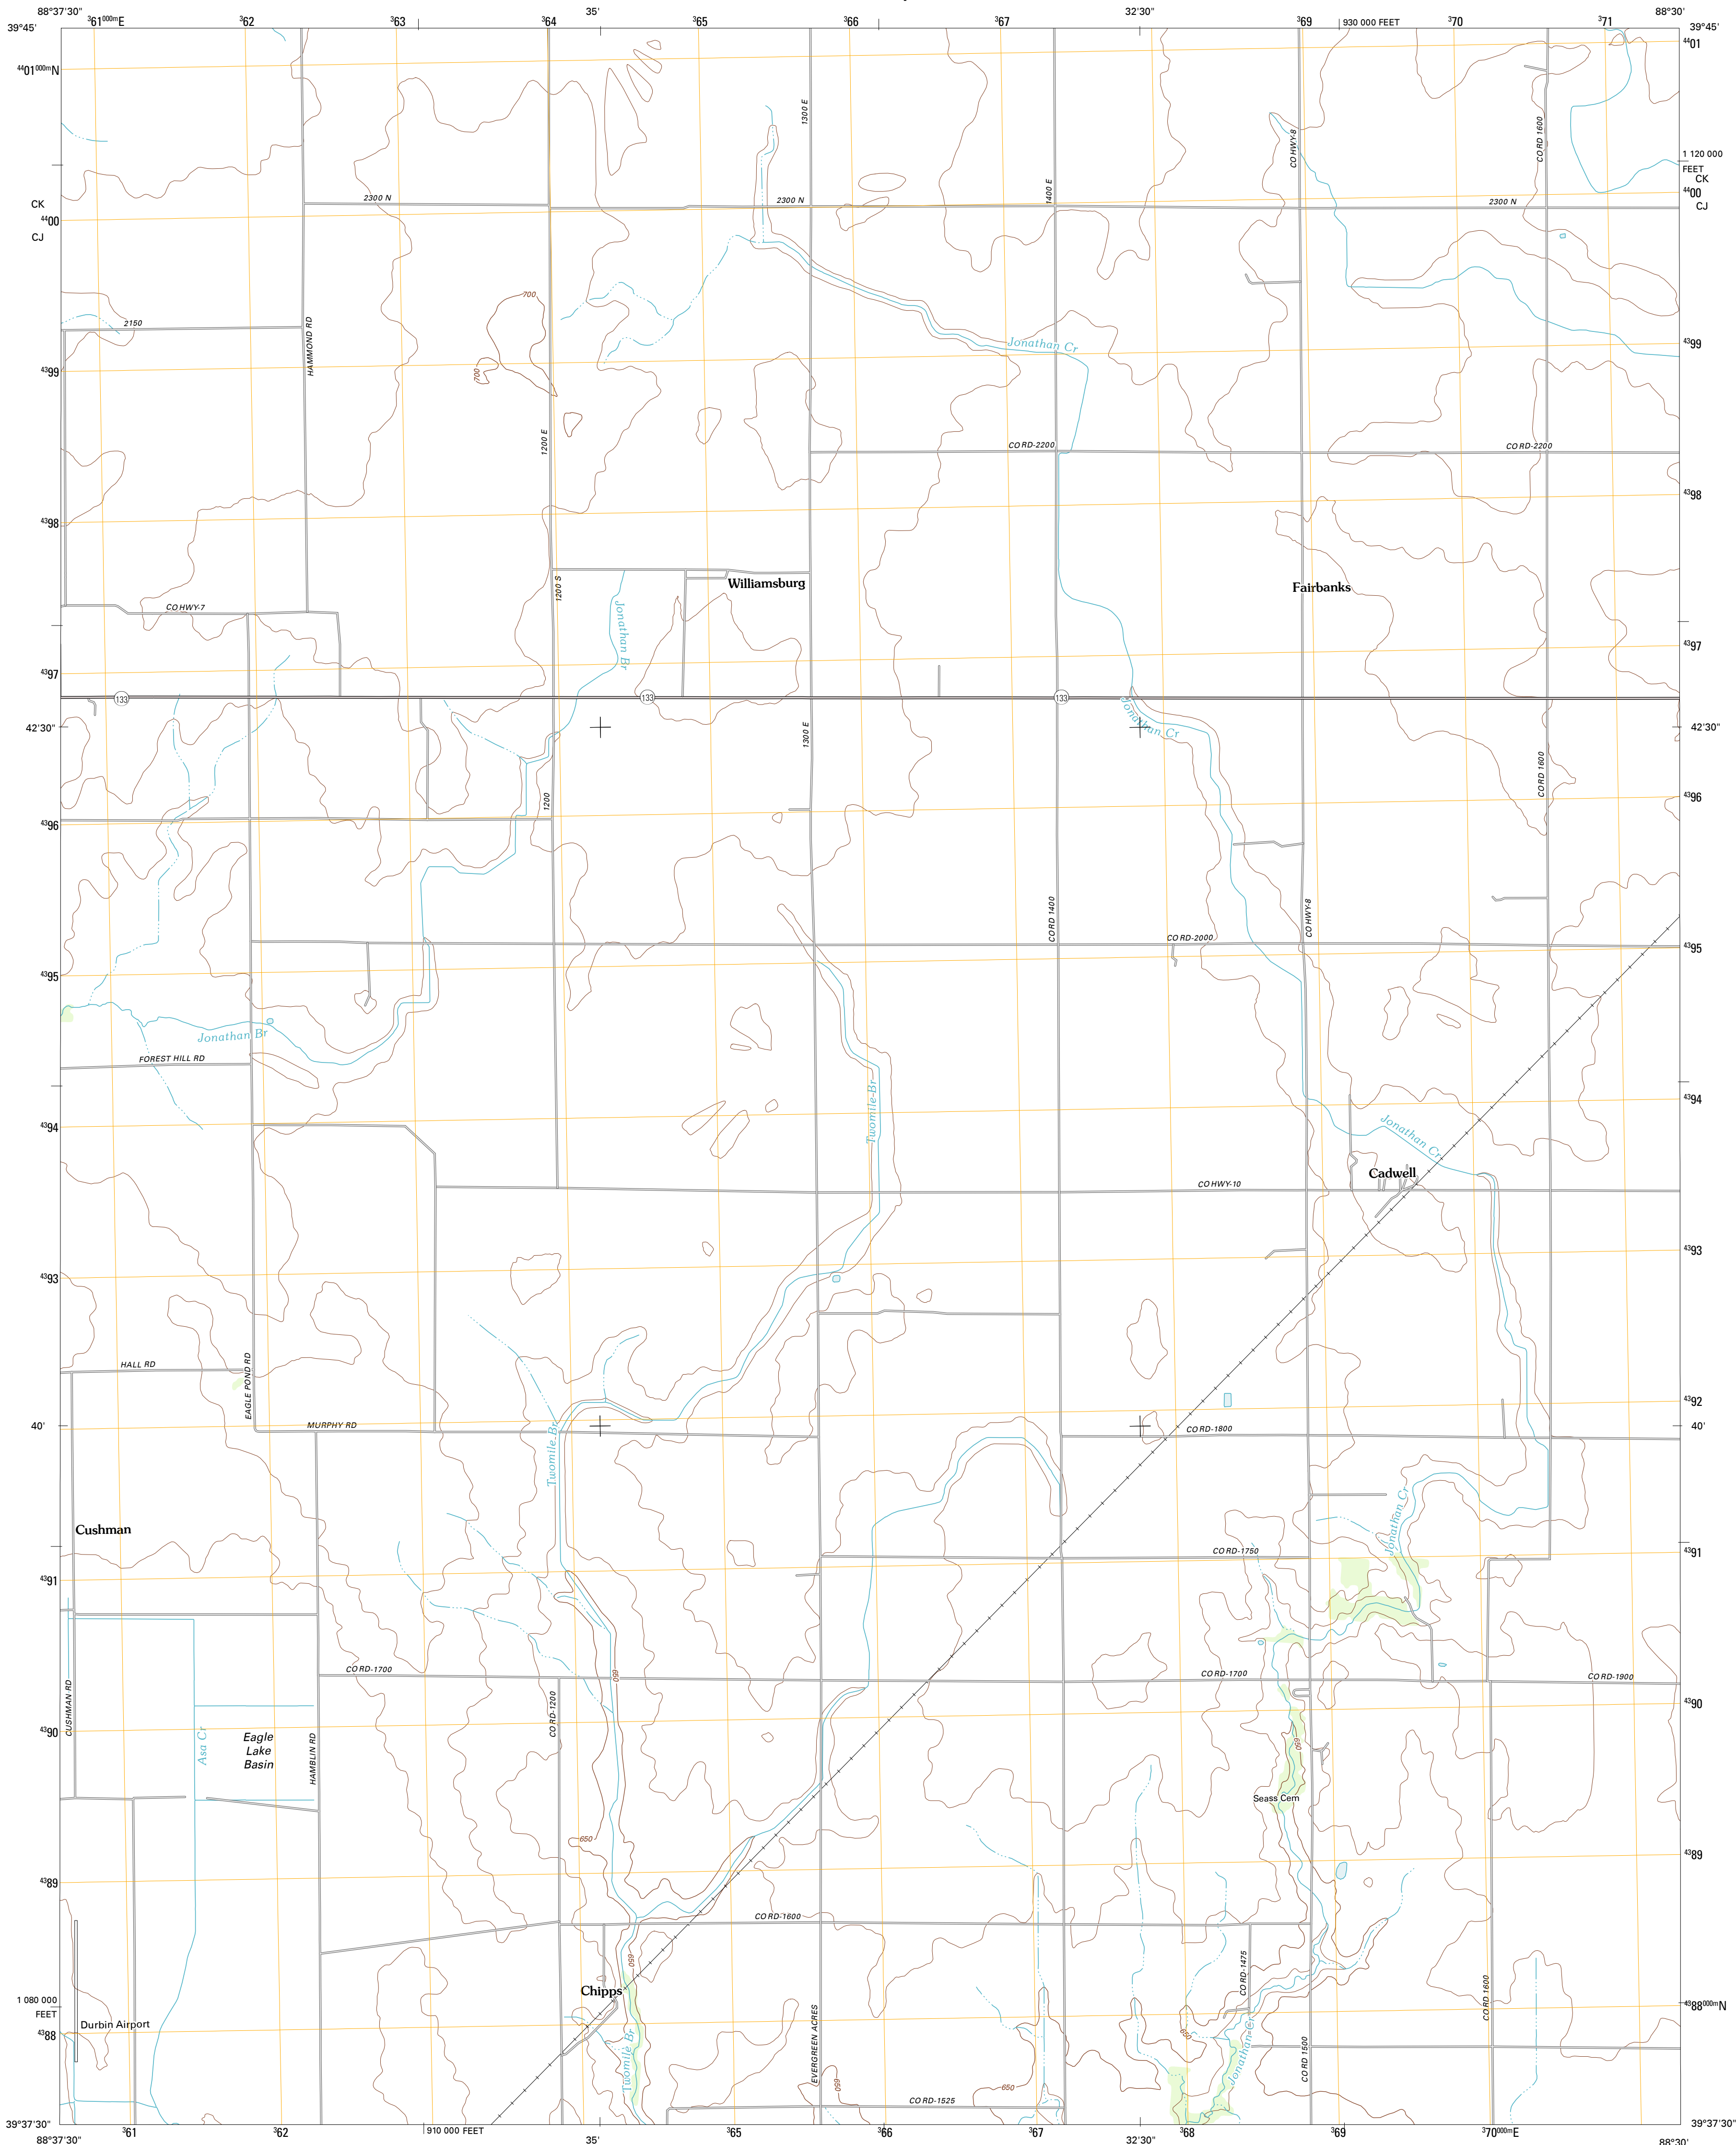 88°37'30"
³61⁰⁰⁰ᵐE
³62
³63
³64
35'
³65
³66
³67
32'30"
³69
930 000 FEET
³70
³71
88°30'
39°45'
39°45'
⁴⁴01⁰⁰⁰ᵐN
⁴⁴01
1300 E
CO HWY-8
CO RD 1600
1 120 000
FEET
CK
⁴⁴00
CJ
1400 E
2300 N
2300 N
2300 N
CK
⁴⁴00
CJ
700
2150
HAMMOND RD
Jonathan Cr
⁴³99
⁴³99
700
1200 E
CO RD-2200
CO RD-2200
⁴³98
⁴³98
Williamsburg
Fairbanks
1200 S
CO HWY-7
Jonathan Br
⁴³97
⁴³97
133
133
133
42'30"
Jonathan Cr
42'30"
1300 E
CO RD 1600
1200
⁴³96
⁴³96
CO RD 1400
CO HWY-8
CO RD-2000
⁴³95
⁴³95
Jonathan Br
FOREST HILL RD
Twomile Br
⁴³94
⁴³94
Jonathan Cr
Cadwell
CO HWY-10
⁴³93
⁴³93
HALL RD
EAGLE POND RD
⁴³92
40'
MURPHY RD
CO RD-1800
40'
Twomile Br
Jonathan Cr
Cushman
CO RD-1750
⁴³91
⁴³91
CO RD-1700
650
CO RD-1700
CO RD-1900
CUSHMAN RD
CO RD-1200
⁴³90
⁴³90
Asa Cr
Eagle
Lake
Basin
HAMBLIN RD
650
Seass Cem
650
⁴³89
⁴³89
CO RD-1600
650
CO RD-1475
Chipps
CO RD 1600
1 080 000
FEET
⁴³88
Durbin Airport
⁴³88⁰⁰⁰ᵐN
EVERGREEN ACRES
650
Twomile Br
Jonathan Cr
CO RD 1500
650
650
CO RD-1525
39°37'30"
39°37'30"
88°37'30"
³61
³62
910 000 FEET
35'
³65
³66
³67
32'30"
³68
³69
³70⁰⁰⁰ᵐE
88°30'